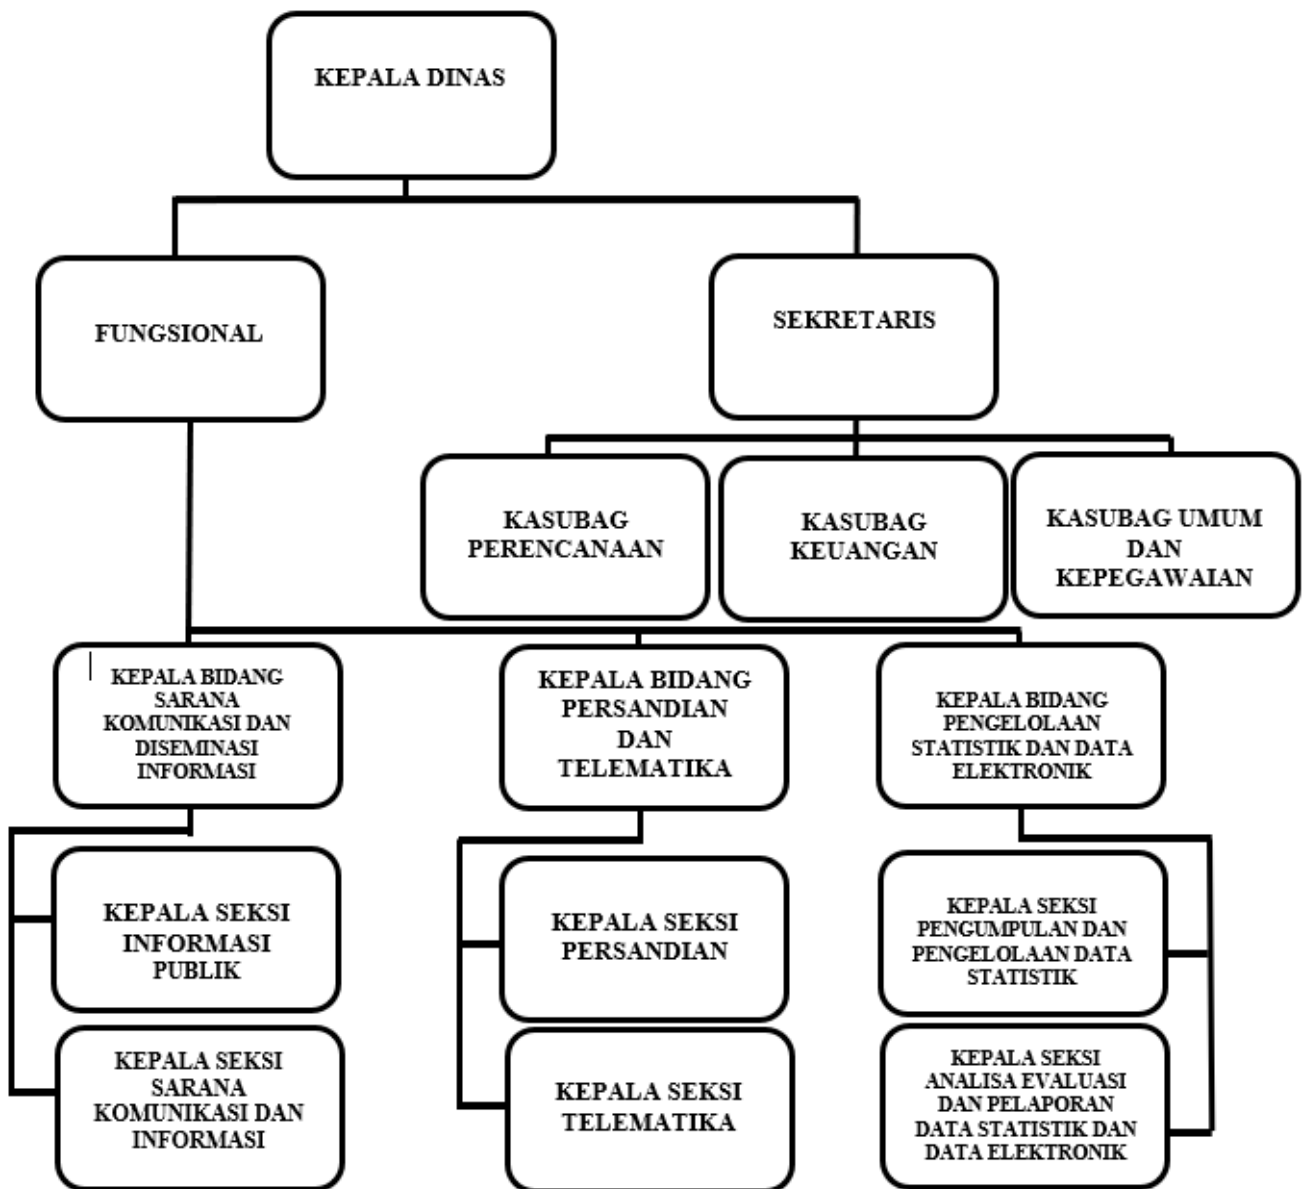 KEPALA DINAS
FUNGSIONAL
SEKRETARIS
KASUBAG
PERENCANAAN
KASUBAG
KEUANGAN
KASUBAG UMUM
DAN
KEPEGAWAIAN
KEPALA BIDANG
SARANA
KOMUNIKASI DAN
DISEMINASI
INFORMASI
KEPALA BIDANG
PERSANDIAN
DAN
TELEMATIKA
KEPALA BIDANG
PENGELOLAAN
STATISTIK DAN DATA
ELEKTRONIK
KEPALA SEKSI
INFORMASI
PUBLIK
KEPALA SEKSI
PERSANDIAN
KEPALA SEKSI
PENGUMPULAN DAN
PENGELOLAAN DATA
STATISTIK
KEPALA SEKSI
SARANA
KOMUNIKASI DAN
INFORMASI
KEPALA SEKSI
TELEMATIKA
KEPALA SEKSI
ANALISA EVALUASI
DAN PELAPORAN
DATA STATISTIK DAN
DATA ELEKTRONIK